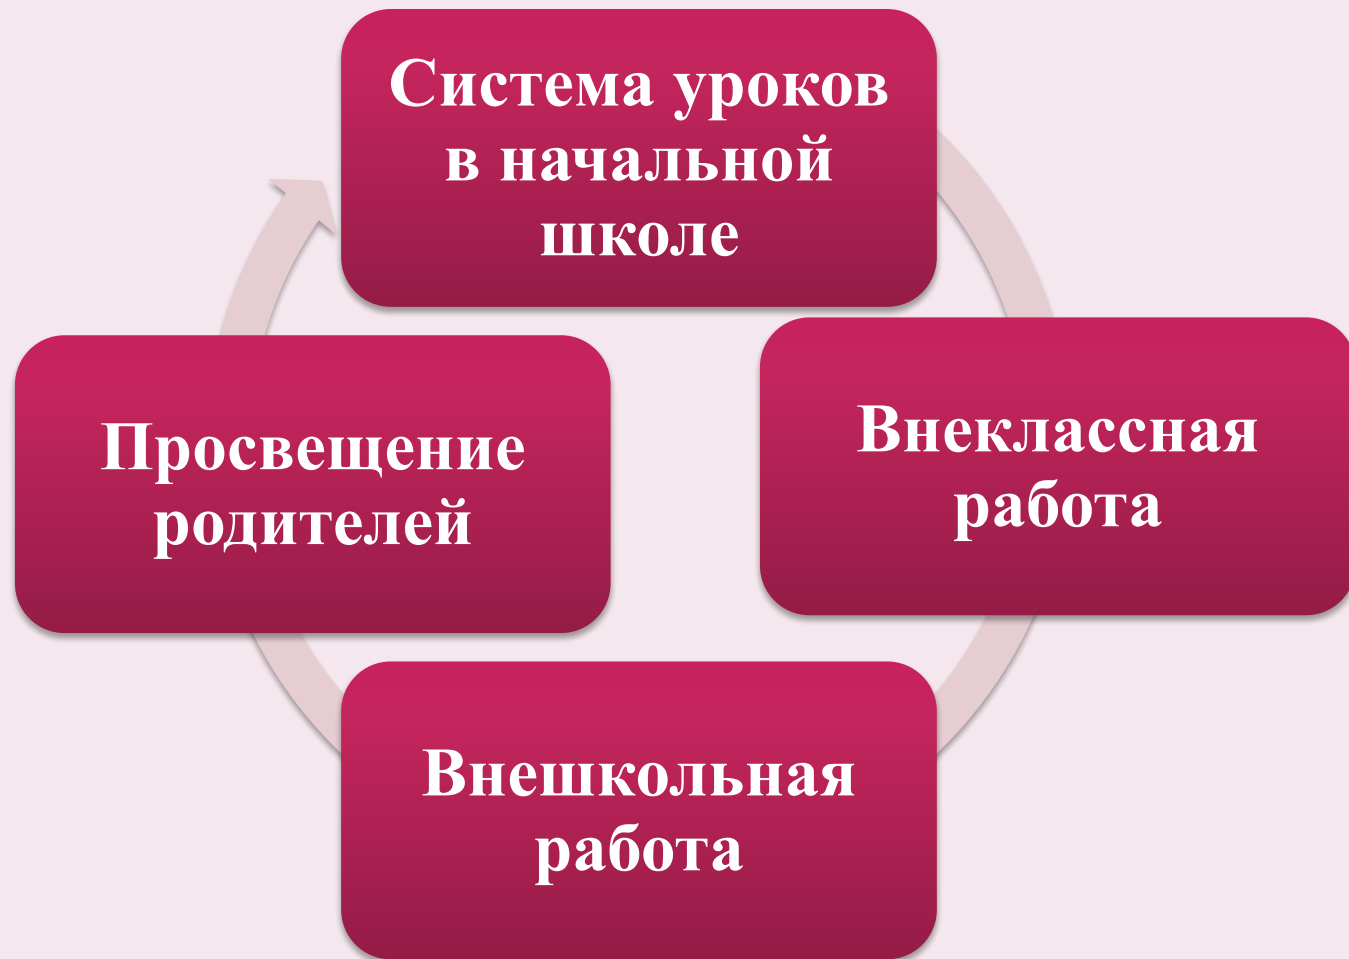 Система уроков
в начальной
школе
Внеклассная
работа
Внешкольная
работа
Просвещение
родителей